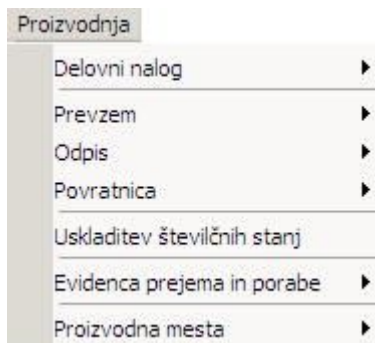 Proizvodnja
Delovni nalog
Prevzem
Odpis
Povratnica
Uskladitev številčnih stanj
Evidenca prejema in porabe
Proizvodna mesta